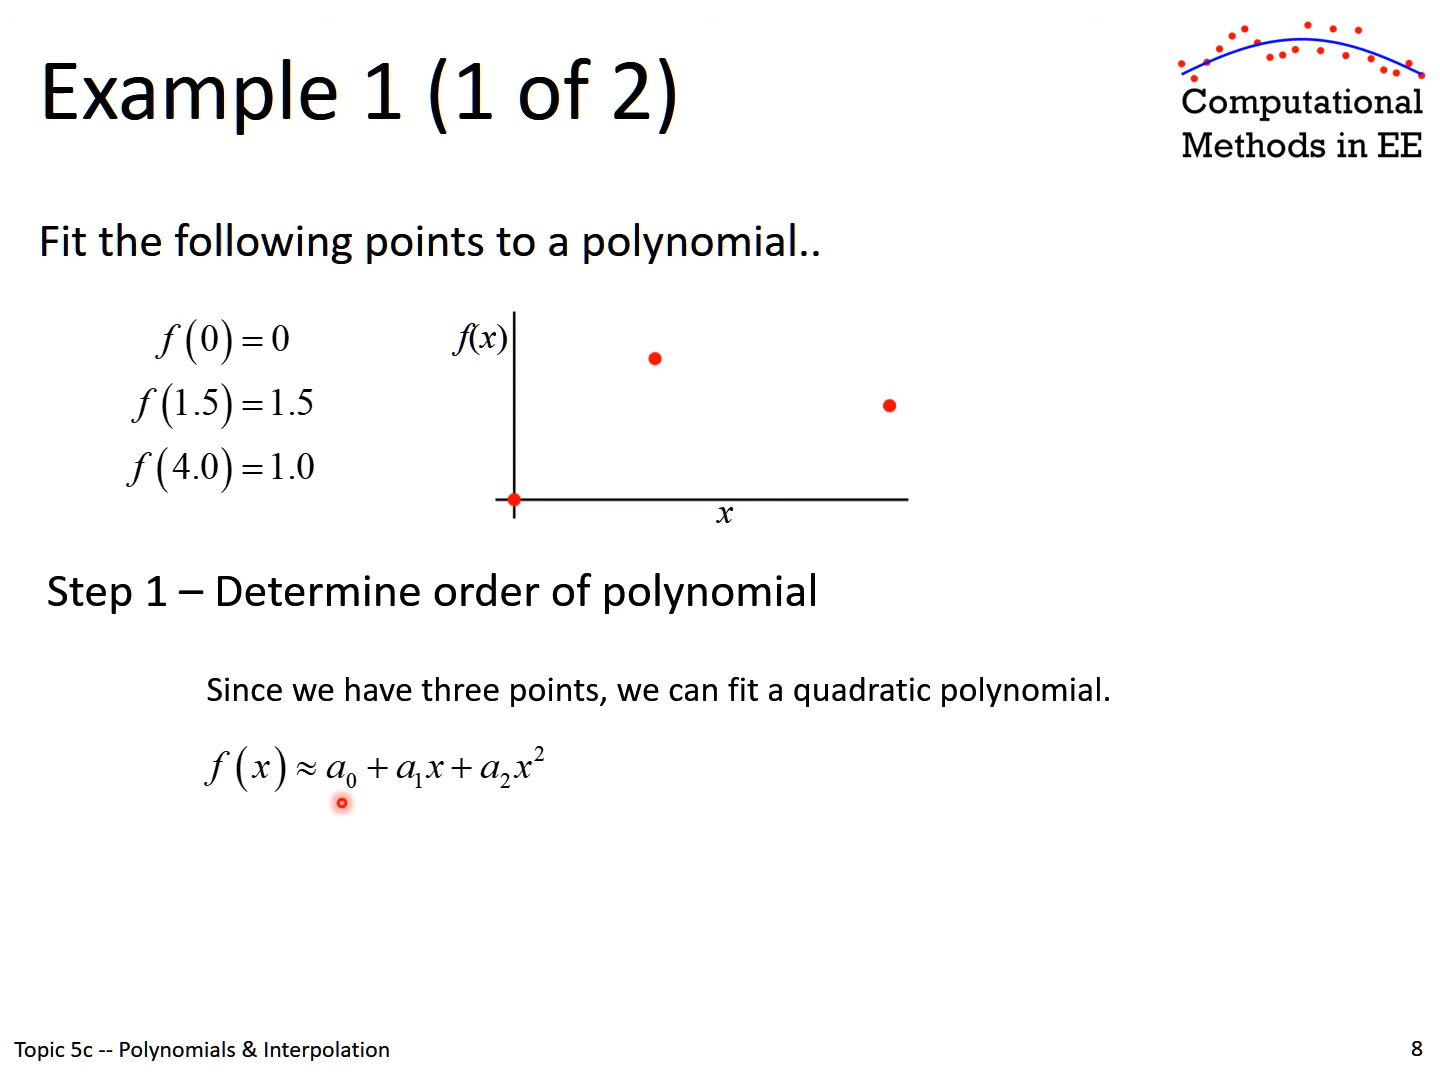 Example 1 (1 of 2)
Computational
Methods in EE
Fit the following points to a polynomial..
f(0)=0
f(1.5)=1.5
f(4.0)=1.0
f(x)
x
Step 1 – Determine order of polynomial
Since we have three points, we can fit a quadratic polynomial.
f(x)≈a₀+a₁x+a₂x²
Topic 5c -- Polynomials & Interpolation
8